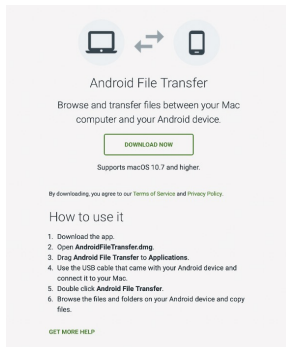 Android File Transfer
Browse and transfer files between your Mac
computer and your Android device.
DOWNLOAD NOW
Supports macOS 10.7 and higher.
By downloading, you agree to our Terms of Service and Privacy Policy.
How to use it
1. Download the app.
2. Open AndroidFileTransfer.dmg.
3. Drag Android File Transfer to Applications.
4. Use the USB cable that came with your Android device and
connect it to your Mac.
5. Double click Android File Transfer.
6. Browse the files and folders on your Android device and copy
files.
GET MORE HELP